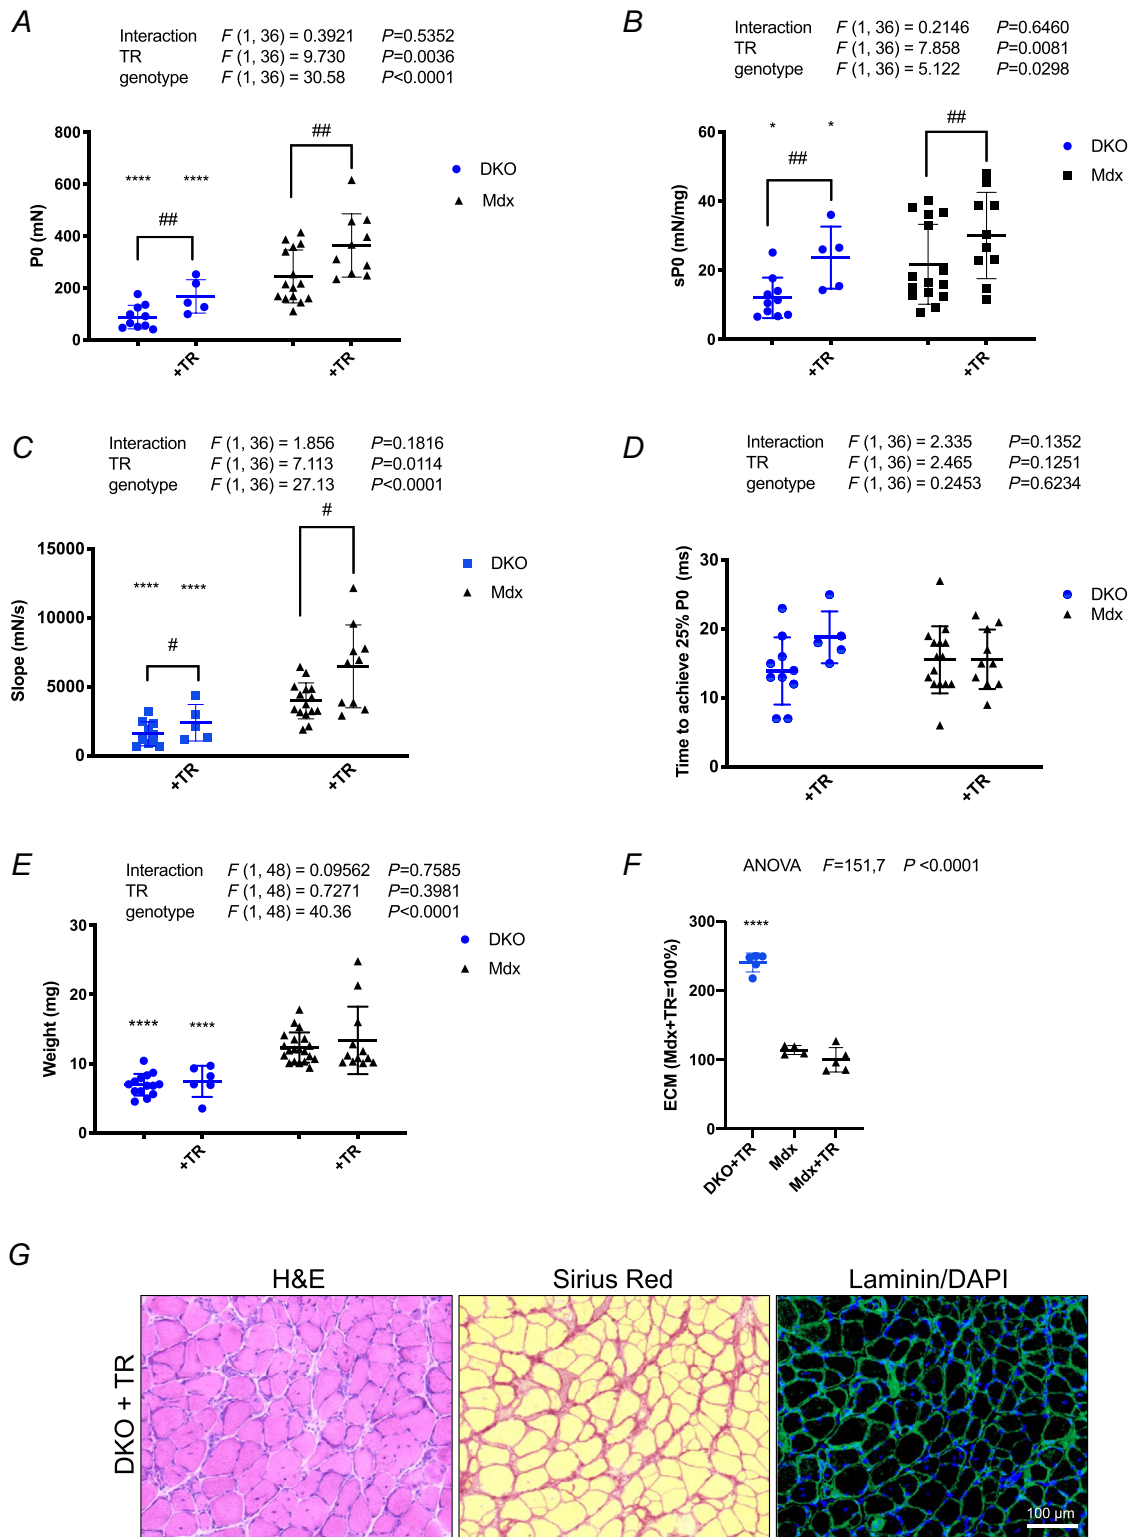 A
Interaction F (1, 36) = 0.3921 P=0.5352
TR F (1, 36) = 9.730 P=0.0036
genotype F (1, 36) = 30.58 P<0.0001
P0 (mN)
800
600
400
200
0
**** ****
##
##
+TR
+TR
DKO
Mdx
B
Interaction F (1, 36) = 0.2146 P=0.6460
TR F (1, 36) = 7.858 P=0.0081
genotype F (1, 36) = 5.122 P=0.0298
sP0 (mN/mg)
60
40
20
0
* *
##
##
+TR
+TR
DKO
Mdx
C
Interaction F (1, 36) = 1.856 P=0.1816
TR F (1, 36) = 7.113 P=0.0114
genotype F (1, 36) = 27.13 P<0.0001
Slope (mN/s)
15000
10000
5000
0
**** ****
#
#
+TR
+TR
DKO
Mdx
D
Interaction F (1, 36) = 2.335 P=0.1352
TR F (1, 36) = 2.465 P=0.1251
genotype F (1, 36) = 0.2453 P=0.6234
Time to achieve 25% P0 (ms)
30
20
10
0
+TR
+TR
DKO
Mdx
E
Interaction F (1, 48) = 0.09562 P=0.7585
TR F (1, 48) = 0.7271 P=0.3981
genotype F (1, 48) = 40.36 P<0.0001
Weight (mg)
30
20
10
0
**** ****
+TR
+TR
DKO
Mdx
F
ANOVA F=151,7 P <0.0001
ECM (Mdx+TR=100%)
300
200
100
0
****
DKO+TR
Mdx
Mdx+TR
G
H&E
Sirius Red
Laminin/DAPI
DKO + TR
100 µm